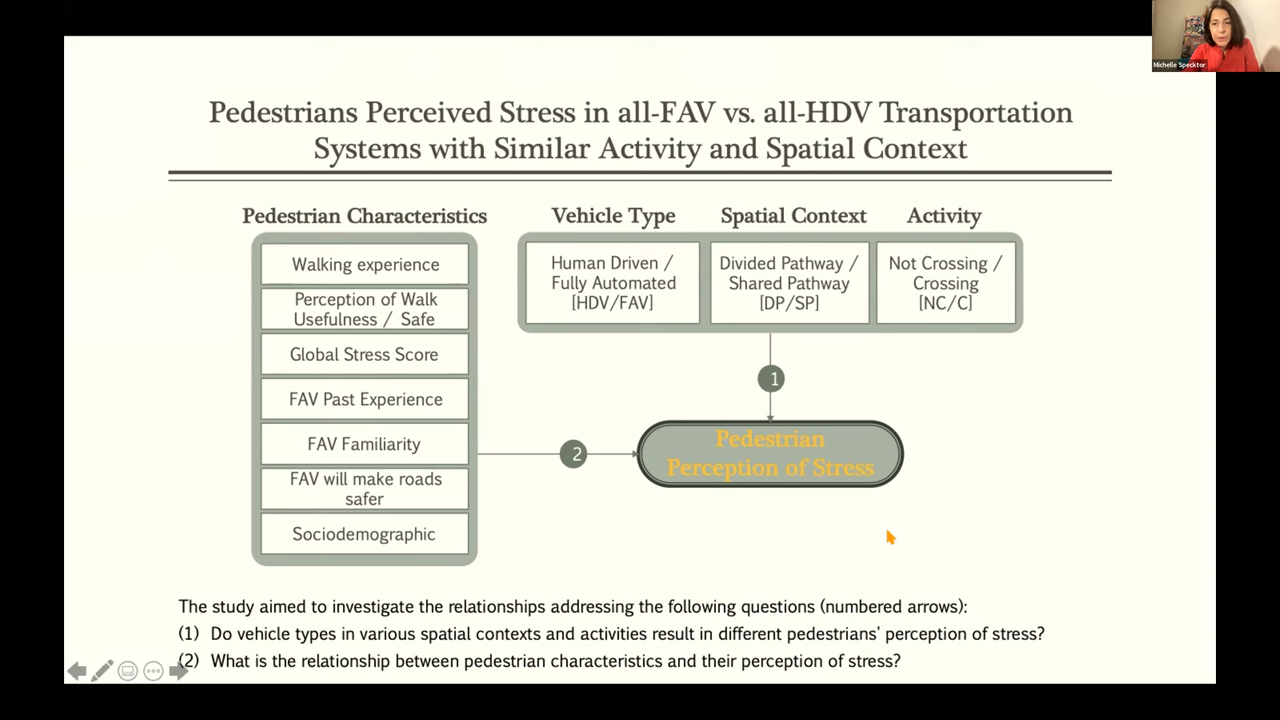 Michelle Specktor
Pedestrians Perceived Stress in all-FAV vs. all-HDV Transportation
Systems with Similar Activity and Spatial Context
Pedestrian Characteristics
Walking experience
Perception of Walk
Usefulness / Safe
Global Stress Score
FAV Past Experience
FAV Familiarity
FAV will make roads
safer
Sociodemographic
Vehicle Type
Human Driven /
Fully Automated
[HDV/FAV]
Spatial Context
Divided Pathway /
Shared Pathway
[DP/SP]
Activity
Not Crossing /
Crossing
[NC/C]
1
2
Pedestrian
Perception of Stress
The study aimed to investigate the relationships addressing the following questions (numbered arrows):
(1) Do vehicle types in various spatial contexts and activities result in different pedestrians' perception of stress?
(2) What is the relationship between pedestrian characteristics and their perception of stress?